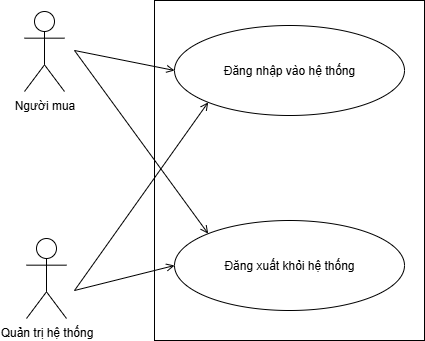 Đăng nhập vào hệ thống
Người mua
Đăng xuất khỏi hệ thống
Quản trị hệ thống